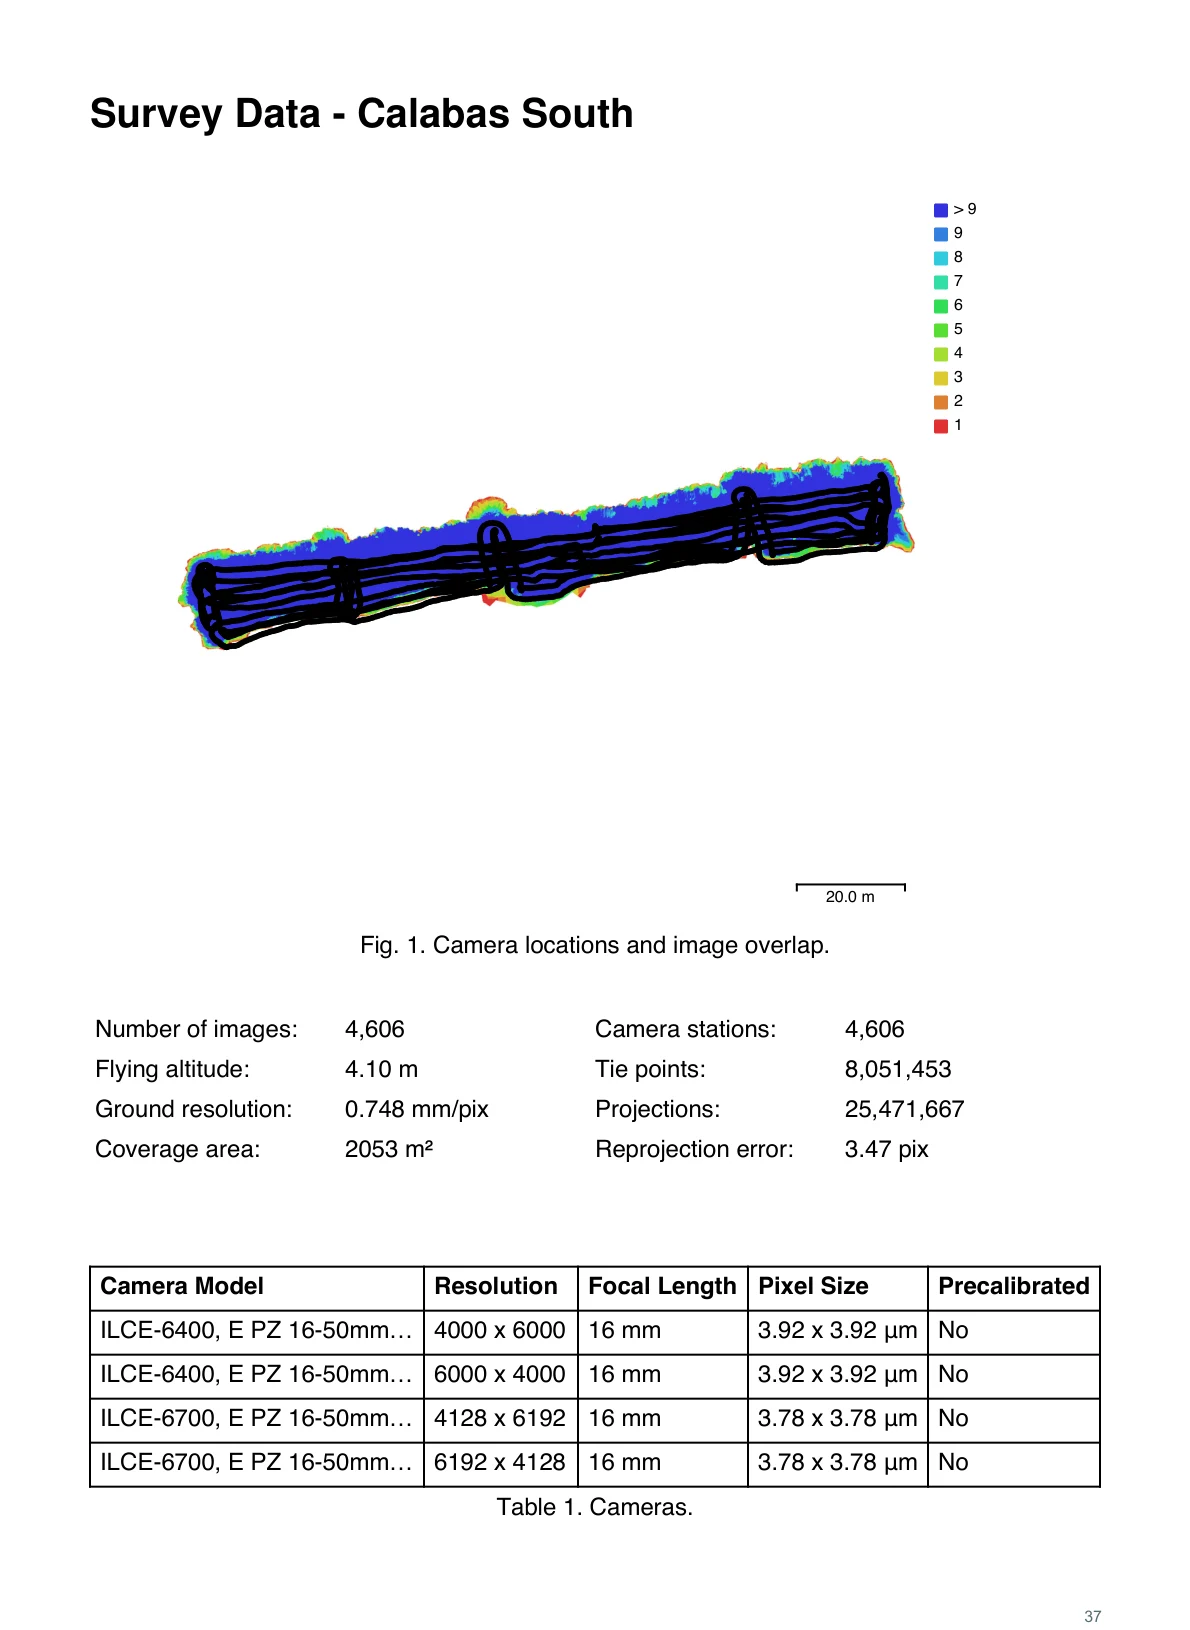 Survey Data - Calabas South
> 9
9
8
7
6
5
4
3
2
1
20.0 m
Fig. 1. Camera locations and image overlap.
Number of images: 4,606 Camera stations: 4,606
Flying altitude: 4.10 m Tie points: 8,051,453
Ground resolution: 0.748 mm/pix Projections: 25,471,667
Coverage area: 2053 m² Reprojection error: 3.47 pix
Camera Model Resolution Focal Length Pixel Size Precalibrated
ILCE-6400, E PZ 16-50mm… 4000 x 6000 16 mm 3.92 x 3.92 μm No
ILCE-6400, E PZ 16-50mm… 6000 x 4000 16 mm 3.92 x 3.92 μm No
ILCE-6700, E PZ 16-50mm… 4128 x 6192 16 mm 3.78 x 3.78 μm No
ILCE-6700, E PZ 16-50mm… 6192 x 4128 16 mm 3.78 x 3.78 μm No
Table 1. Cameras.
37